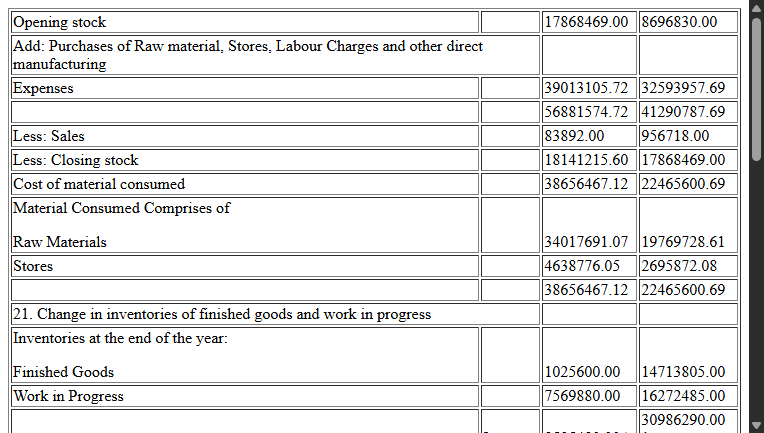 Opening stock 17868469.00 8696830.00
Add: Purchases of Raw material, Stores, Labour Charges and other direct
manufacturing
Expenses 39013105.72 32593957.69
56881574.72 41290787.69
Less: Sales 83892.00 956718.00
Less: Closing stock 18141215.60 17868469.00
Cost of material consumed 38656467.12 22465600.69
Material Consumed Comprises of
Raw Materials 34017691.07 19769728.61
Stores 4638776.05 2695872.08
38656467.12 22465600.69
21. Change in inventories of finished goods and work in progress
Inventories at the end of the year:
Finished Goods 1025600.00 14713805.00
Work in Progress 7569880.00 16272485.00
30986290.00